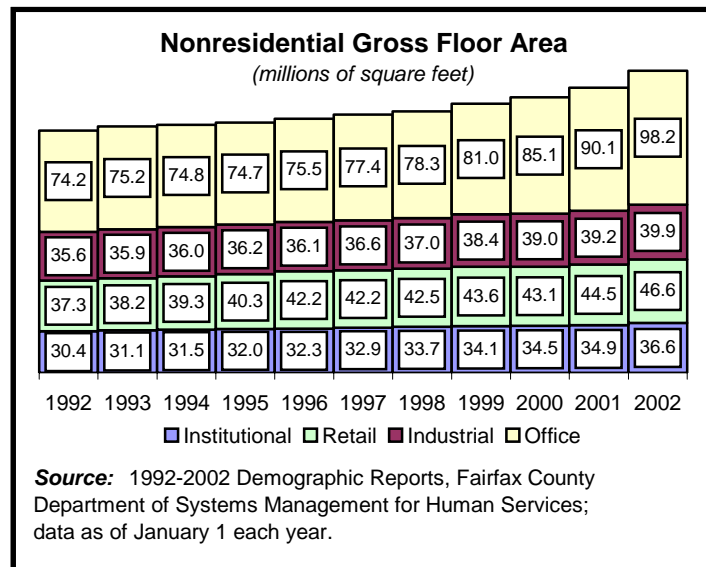 Nonresidential Gross Floor Area
(millions of square feet)
74.2 75.2 74.8 74.7 75.5 77.4 78.3 81.0 85.1 90.1 98.2
35.6 35.9 36.0 36.2 36.1 36.6 37.0 38.4 39.0 39.2 39.9
37.3 38.2 39.3 40.3 42.2 42.2 42.5 43.6 43.1 44.5 46.6
30.4 31.1 31.5 32.0 32.3 32.9 33.7 34.1 34.5 34.9 36.6
1992 1993 1994 1995 1996 1997 1998 1999 2000 2001 2002
Institutional Retail Industrial Office
Source: 1992-2002 Demographic Reports, Fairfax County
Department of Systems Management for Human Services;
data as of January 1 each year.